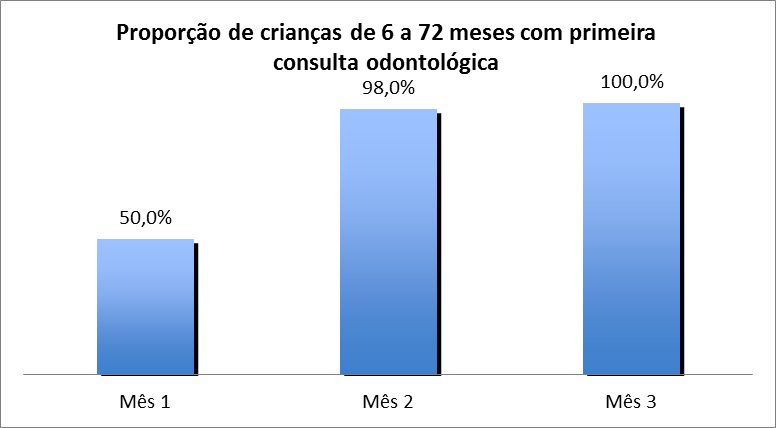 Proporção de crianças de 6 a 72 meses com primeira
consulta odontológica
50,0%
98,0%
100,0%
Mês 1
Mês 2
Mês 3